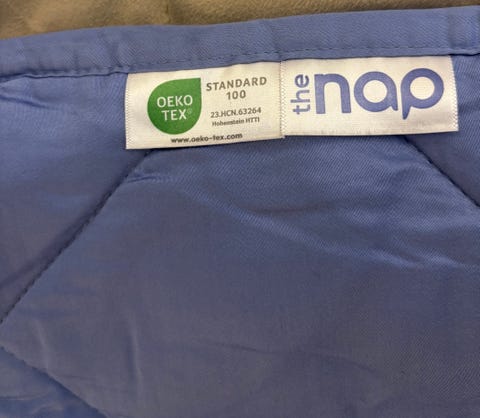 OEKO
TEX®
STANDARD
100
23.HCN.63264
Hohenstein HTTI
www.oeko-tex.com
the nap